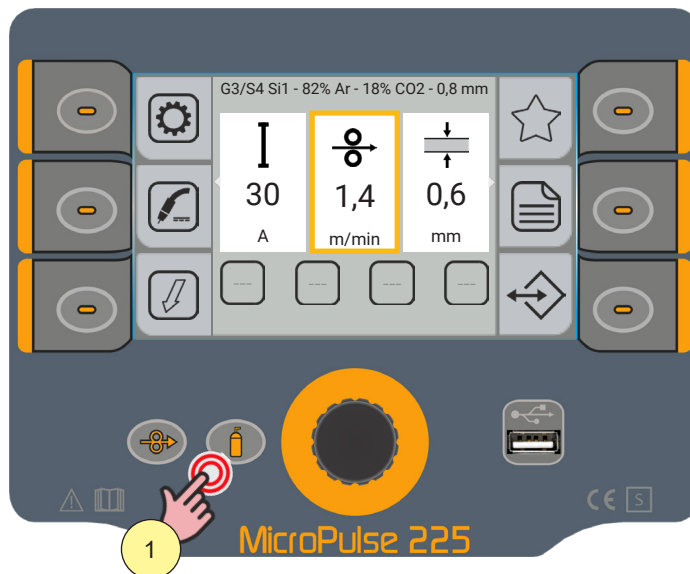 G3/S4 Si1 - 82% Ar - 18% CO2 - 0,8 mm
30
1,4
0,6
A
m/min
mm
--- --- --- ---
CE S
MicroPulse 225
1